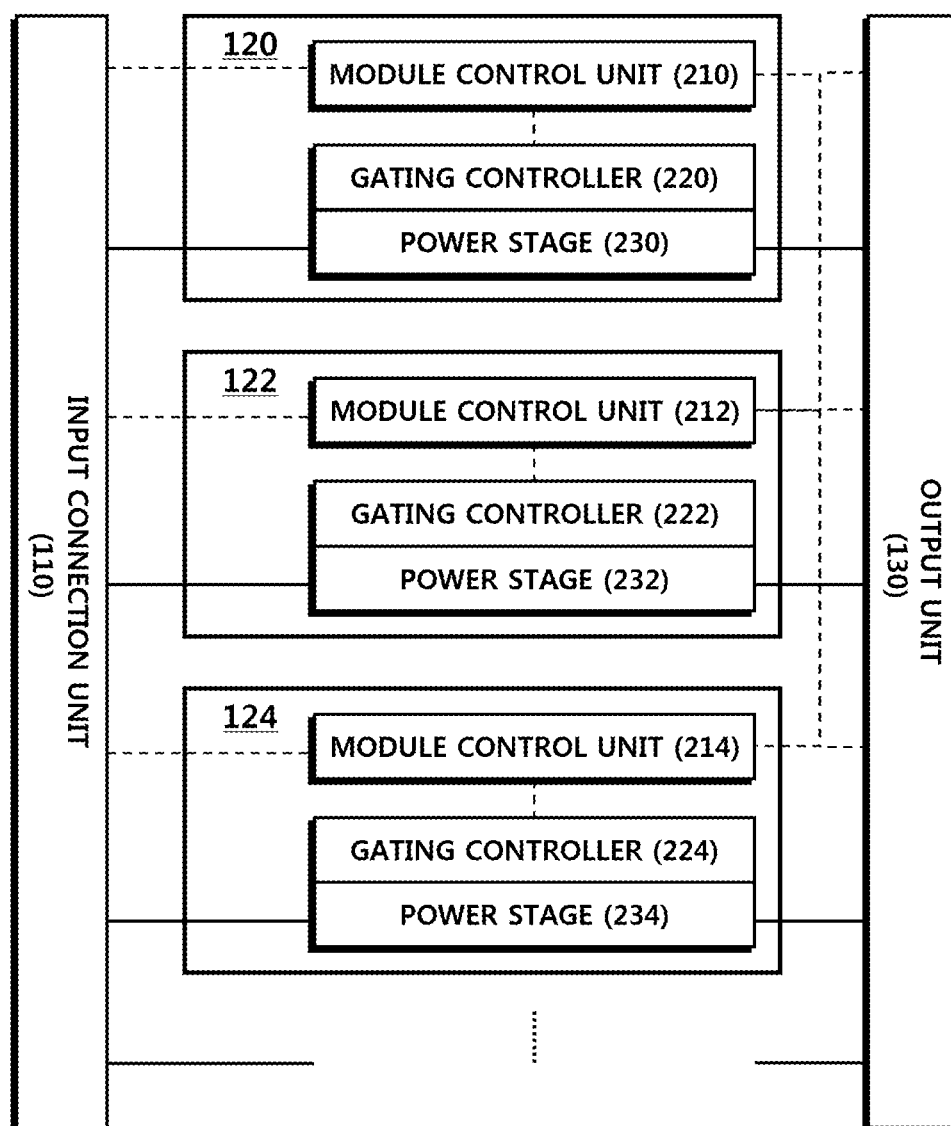 120
MODULE CONTROL UNIT (210)
GATING CONTROLLER (220)
POWER STAGE (230)
122
MODULE CONTROL UNIT (212)
GATING CONTROLLER (222)
POWER STAGE (232)
124
MODULE CONTROL UNIT (214)
GATING CONTROLLER (224)
POWER STAGE (234)
INPUT CONNECTION UNIT
(110)
OUTPUT UNIT
(130)